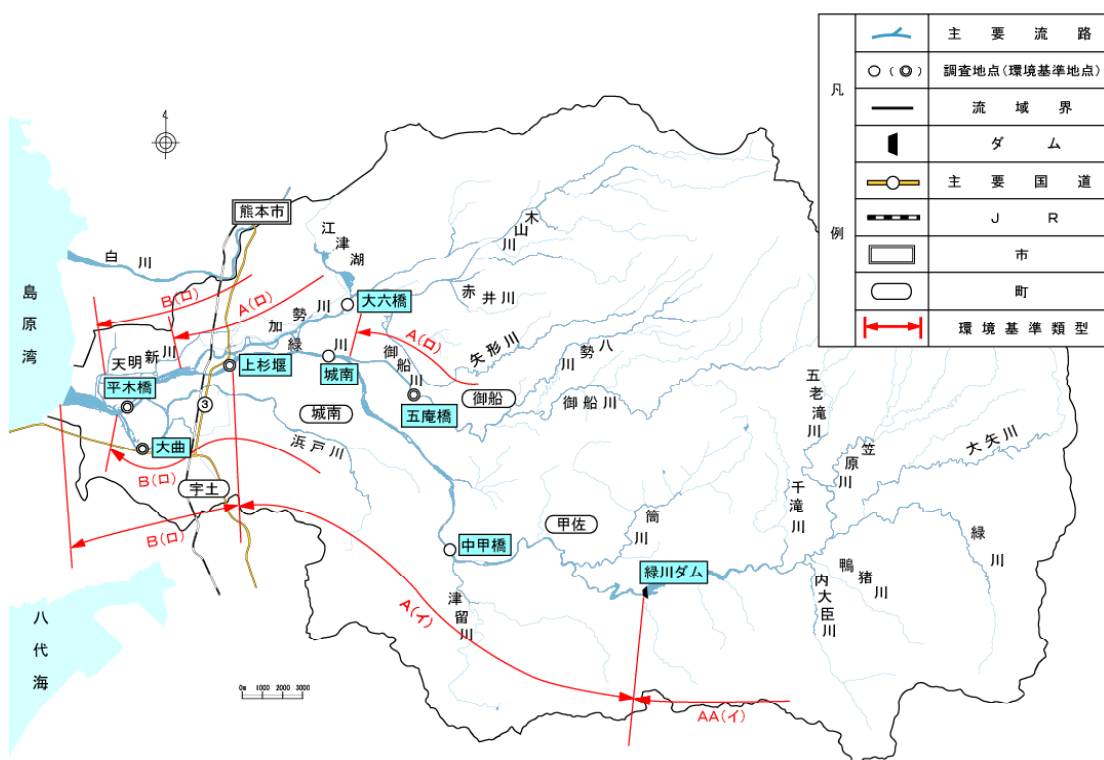 凡例
主要流路
調査地点(環境基準地点)
流域界
ダム
主要国道
JR
市
町
環境基準類型
4
熊本市
江津湖
木山川
白川
島原湾
B(ロ)
A(ロ)
赤井川
大六橋
加勢川
A(ロ)
矢形川
天明新川
緑川
御船川
八勢川
上杉堰
城南
五老滝川
平木橋
御船
御船川
笠原川
大矢川
3
城南
五庵橋
大曲
浜戸川
B(ロ)
宇土
千滝川
B(ロ)
甲佐
筒川
緑川
中甲橋
緑川ダム
鴨猪川
内大臣川
A(イ)
津留川
八代海
0m 1000 2000 3000
AA(イ)